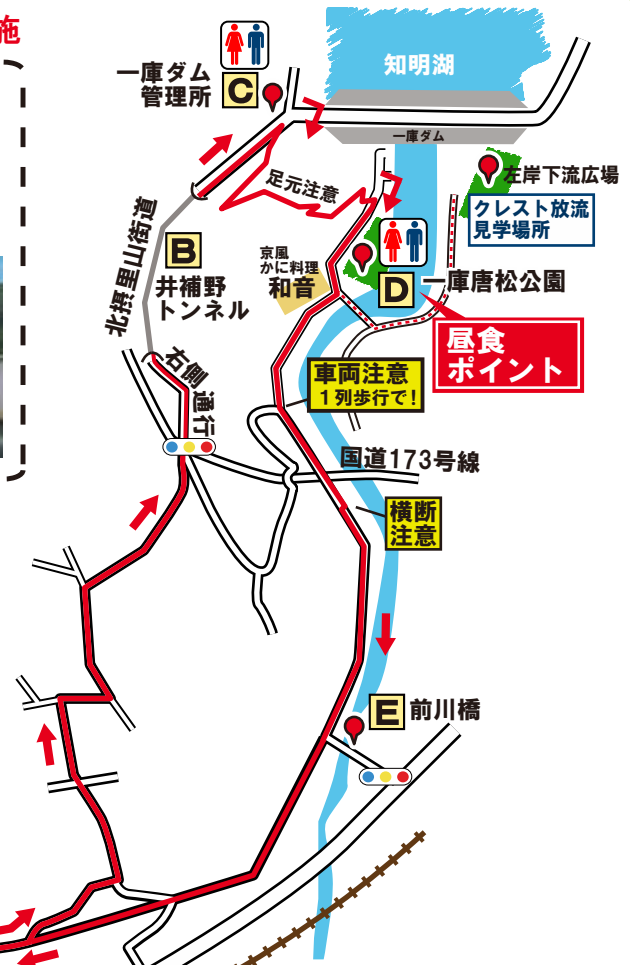 施
知明湖
一庫ダム
管理所
C
一庫ダム
足元注意
左岸下流広場
クレスト放流
見学場所
北摂里山街道
B
井補野
トンネル
京風
かに料理
和音
D
一庫唐松公園
昼食
ポイント
右側通行
車両注意
1列歩行で!
国道173号線
横断
注意
E
前川橋